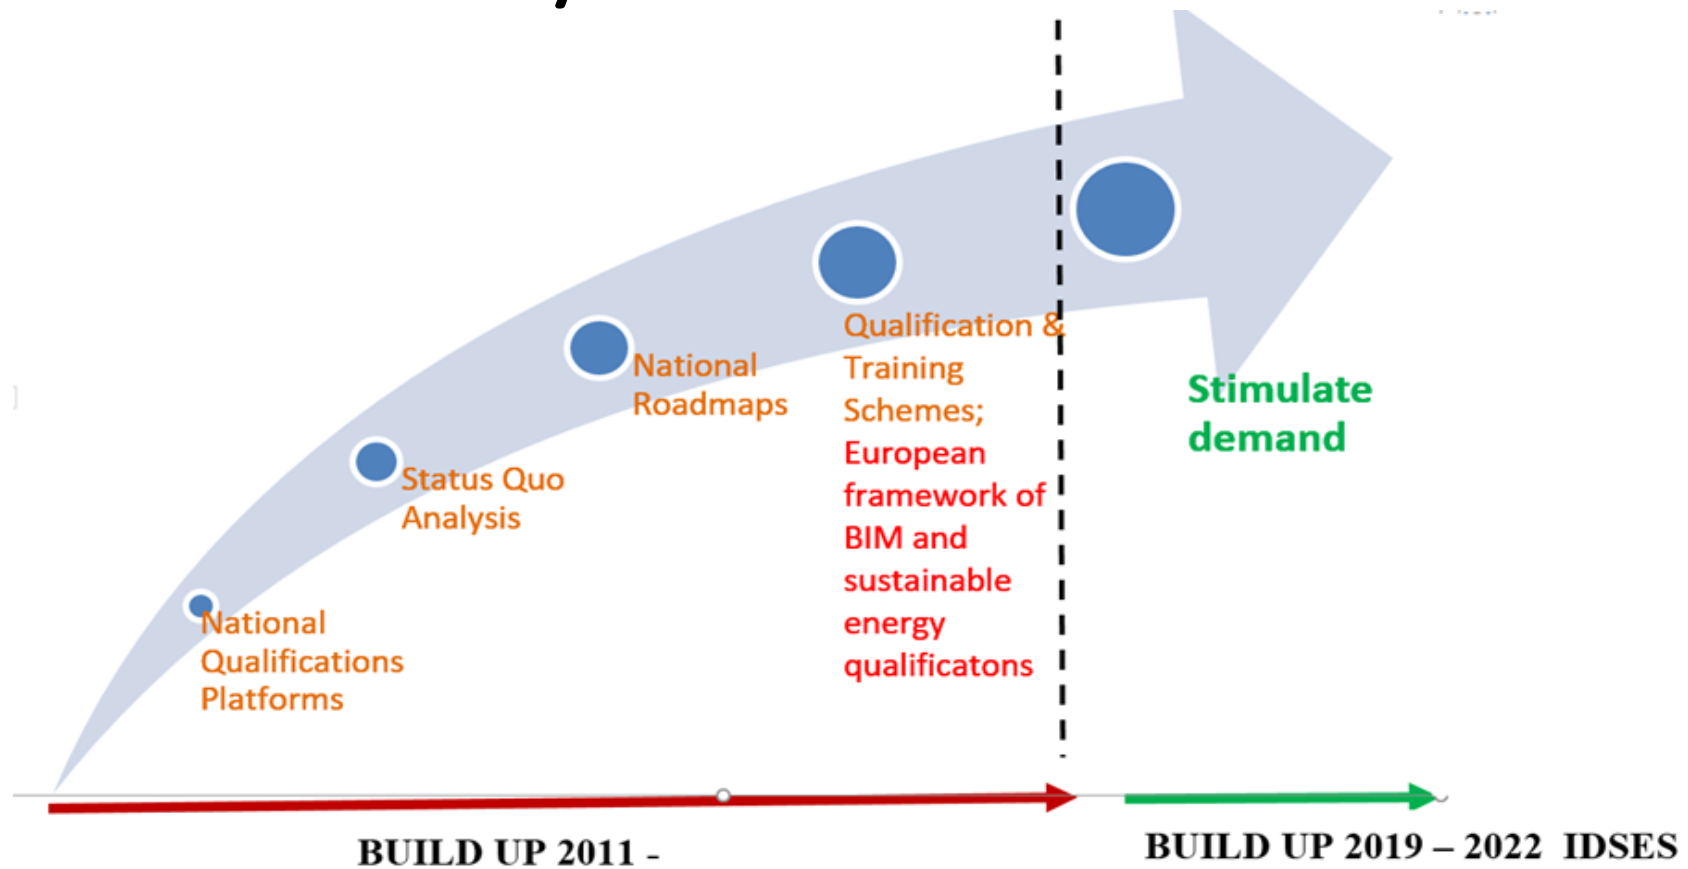 National
Qualifications
Platforms
Status Quo
Analysis
National
Roadmaps
Qualification &
Training
Schemes;
European
framework of
BIM and
sustainable
energy
qualificatons
Stimulate
demand
BUILD UP 2011 -
BUILD UP 2019 – 2022 IDSES